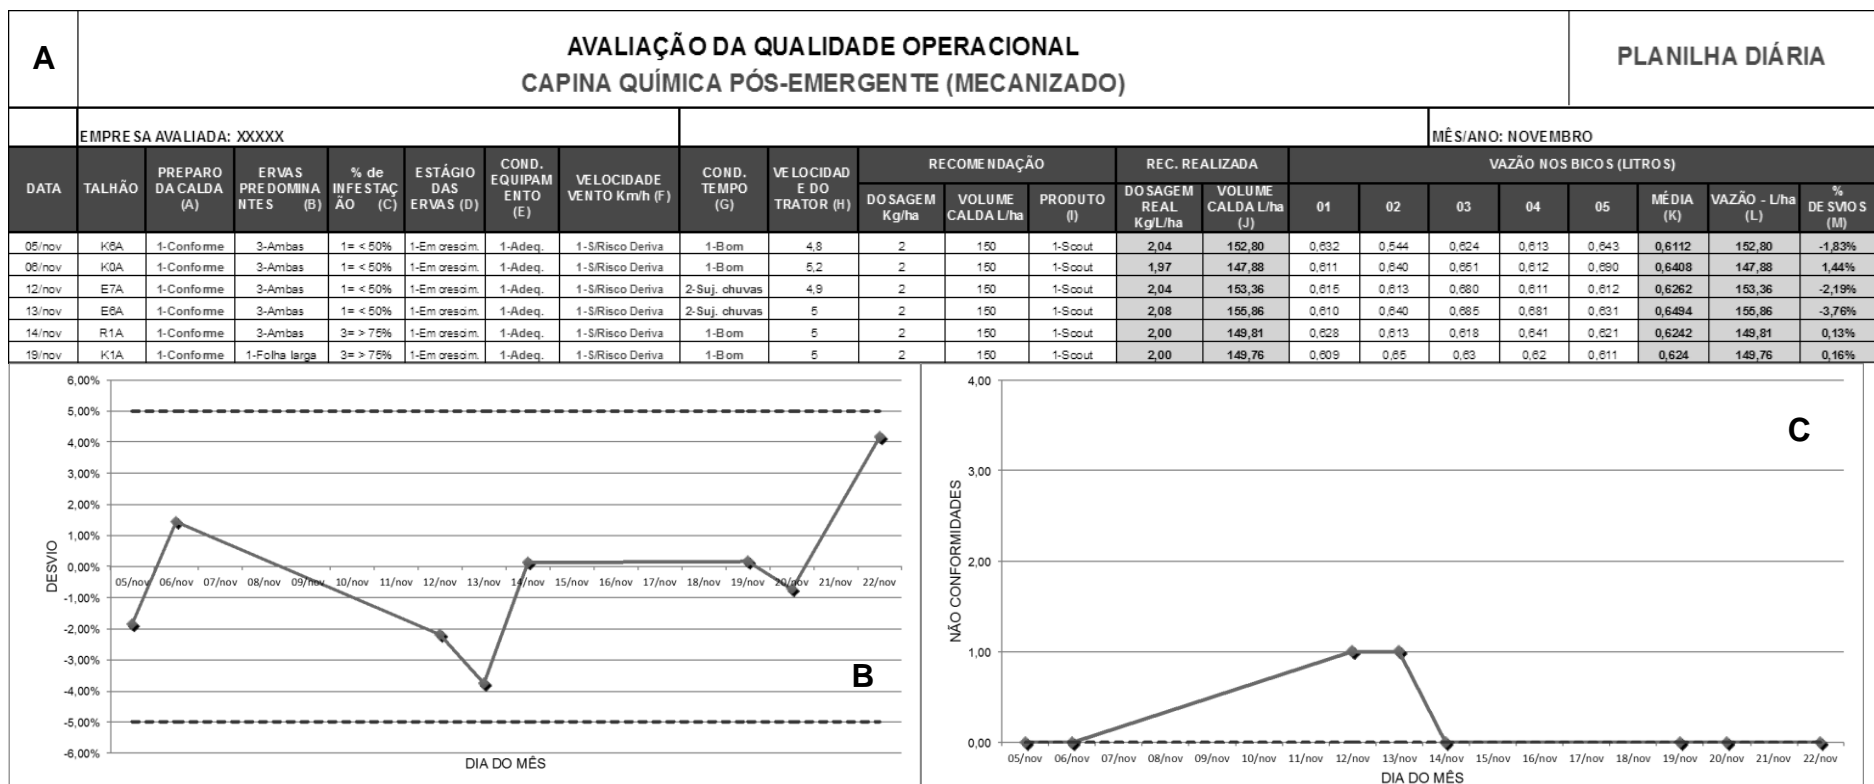 A
AVALIAÇÃO DA QUALIDADE OPERACIONAL
CAPINA QUÍMICA PÓS-EMERGENTE (MECANIZADO)
PLANILHA DIÁRIA
EMPRESA AVALIADA: XXXXX
MÊS/ANO: NOVEMBRO
DATA TALHÃO PREPARO DA CALDA (A) ERVAS PREDOMINANTES (B) % de INFESTAÇÃO (C) ESTÁGIO DAS ERVAS (D) COND. EQUIPAMENTO (E) VELOCIDADE VENTO Km/h (F) COND. TEMPO (G) VELOCIDADE DO TRATOR (H) RECOMENDAÇÃO REC. REALIZADA VAZÃO NOS BICOS (LITROS)
DOSAGEM Kg/ha VOLUME CALDA L/ha PRODUTO (I) DOSAGEM REAL Kg/L/ha VOLUME CALDA L/ha (J) 01 02 03 04 05 MÉDIA (K) VAZÃO - L/ha (L) % DESVIOS (M)
05/nov K6A 1-Conforme 3-Ambas 1= < 50% 1-Em crescim. 1-Adeq. 1-S/Risco Deriva 1-Bom 4,8 2 150 1-Scout 2,04 152,80 0,632 0,544 0,624 0,613 0,643 0,6112 152,80 -1,83%
06/nov K0A 1-Conforme 3-Ambas 1= < 50% 1-Em crescim. 1-Adeq. 1-S/Risco Deriva 1-Bom 5,2 2 150 1-Scout 1,97 147,88 0,611 0,640 0,651 0,612 0,690 0,6408 147,88 1,44%
12/nov E7A 1-Conforme 3-Ambas 1= < 50% 1-Em crescim. 1-Adeq. 1-S/Risco Deriva 2-Suj. chuvas 4,9 2 150 1-Scout 2,04 153,36 0,615 0,613 0,680 0,611 0,612 0,6262 153,36 -2,19%
13/nov E6A 1-Conforme 3-Ambas 1= < 50% 1-Em crescim. 1-Adeq. 1-S/Risco Deriva 2-Suj. chuvas 5 2 150 1-Scout 2,08 155,86 0,610 0,640 0,685 0,681 0,631 0,6494 155,86 -3,76%
14/nov R1A 1-Conforme 3-Ambas 3= > 75% 1-Em crescim. 1-Adeq. 1-S/Risco Deriva 1-Bom 5 2 150 1-Scout 2,00 149,81 0,628 0,613 0,618 0,641 0,621 0,6242 149,81 0,13%
19/nov K1A 1-Conforme 1-Folha larga 3= > 75% 1-Em crescim. 1-Adeq. 1-S/Risco Deriva 1-Bom 5 2 150 1-Scout 2,00 149,76 0,609 0,65 0,63 0,62 0,611 0,624 149,76 0,16%
6,00%
5,00%
4,00%
3,00%
2,00%
1,00%
0,00%
-1,00%
-2,00%
-3,00%
-4,00%
-5,00%
-6,00%
DESVIO
05/nov 06/nov 07/nov 08/nov 09/nov 10/nov 11/nov 12/nov 13/nov 14/nov 15/nov 16/nov 17/nov 18/nov 19/nov 20/nov 21/nov 22/nov
B
DIA DO MÊS
4,00
3,00
2,00
1,00
0,00
NÃO CONFORMIDADES
C
05/nov 06/nov 07/nov 08/nov 09/nov 10/nov 11/nov 12/nov 13/nov 14/nov 15/nov 16/nov 17/nov 18/nov 19/nov 20/nov 21/nov 22/nov
DIA DO MÊS